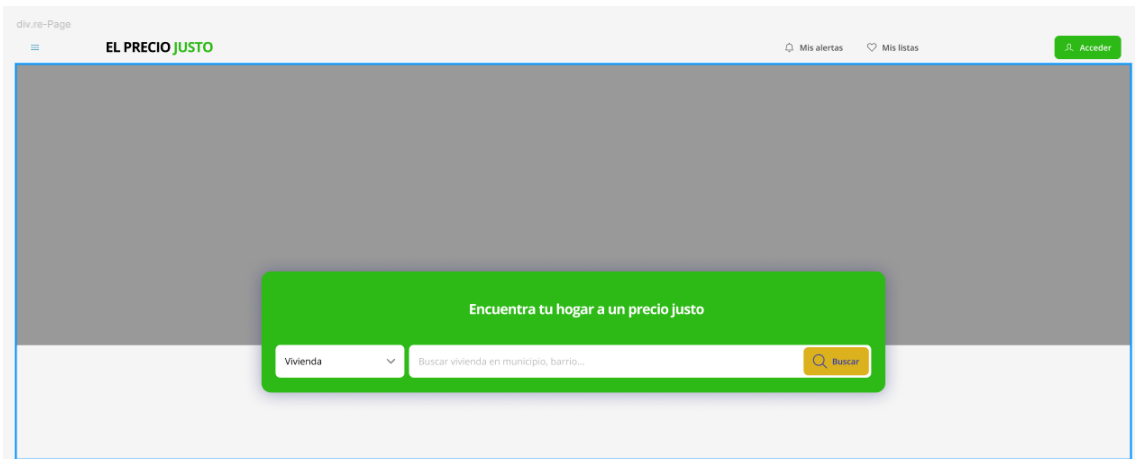 div.re-Page
EL PRECIO JUSTO
Mis alertas
Mis listas
Acceder
Encuentra tu hogar a un precio justo
Vivienda
Buscar vivienda en municipio, barrio...
Buscar